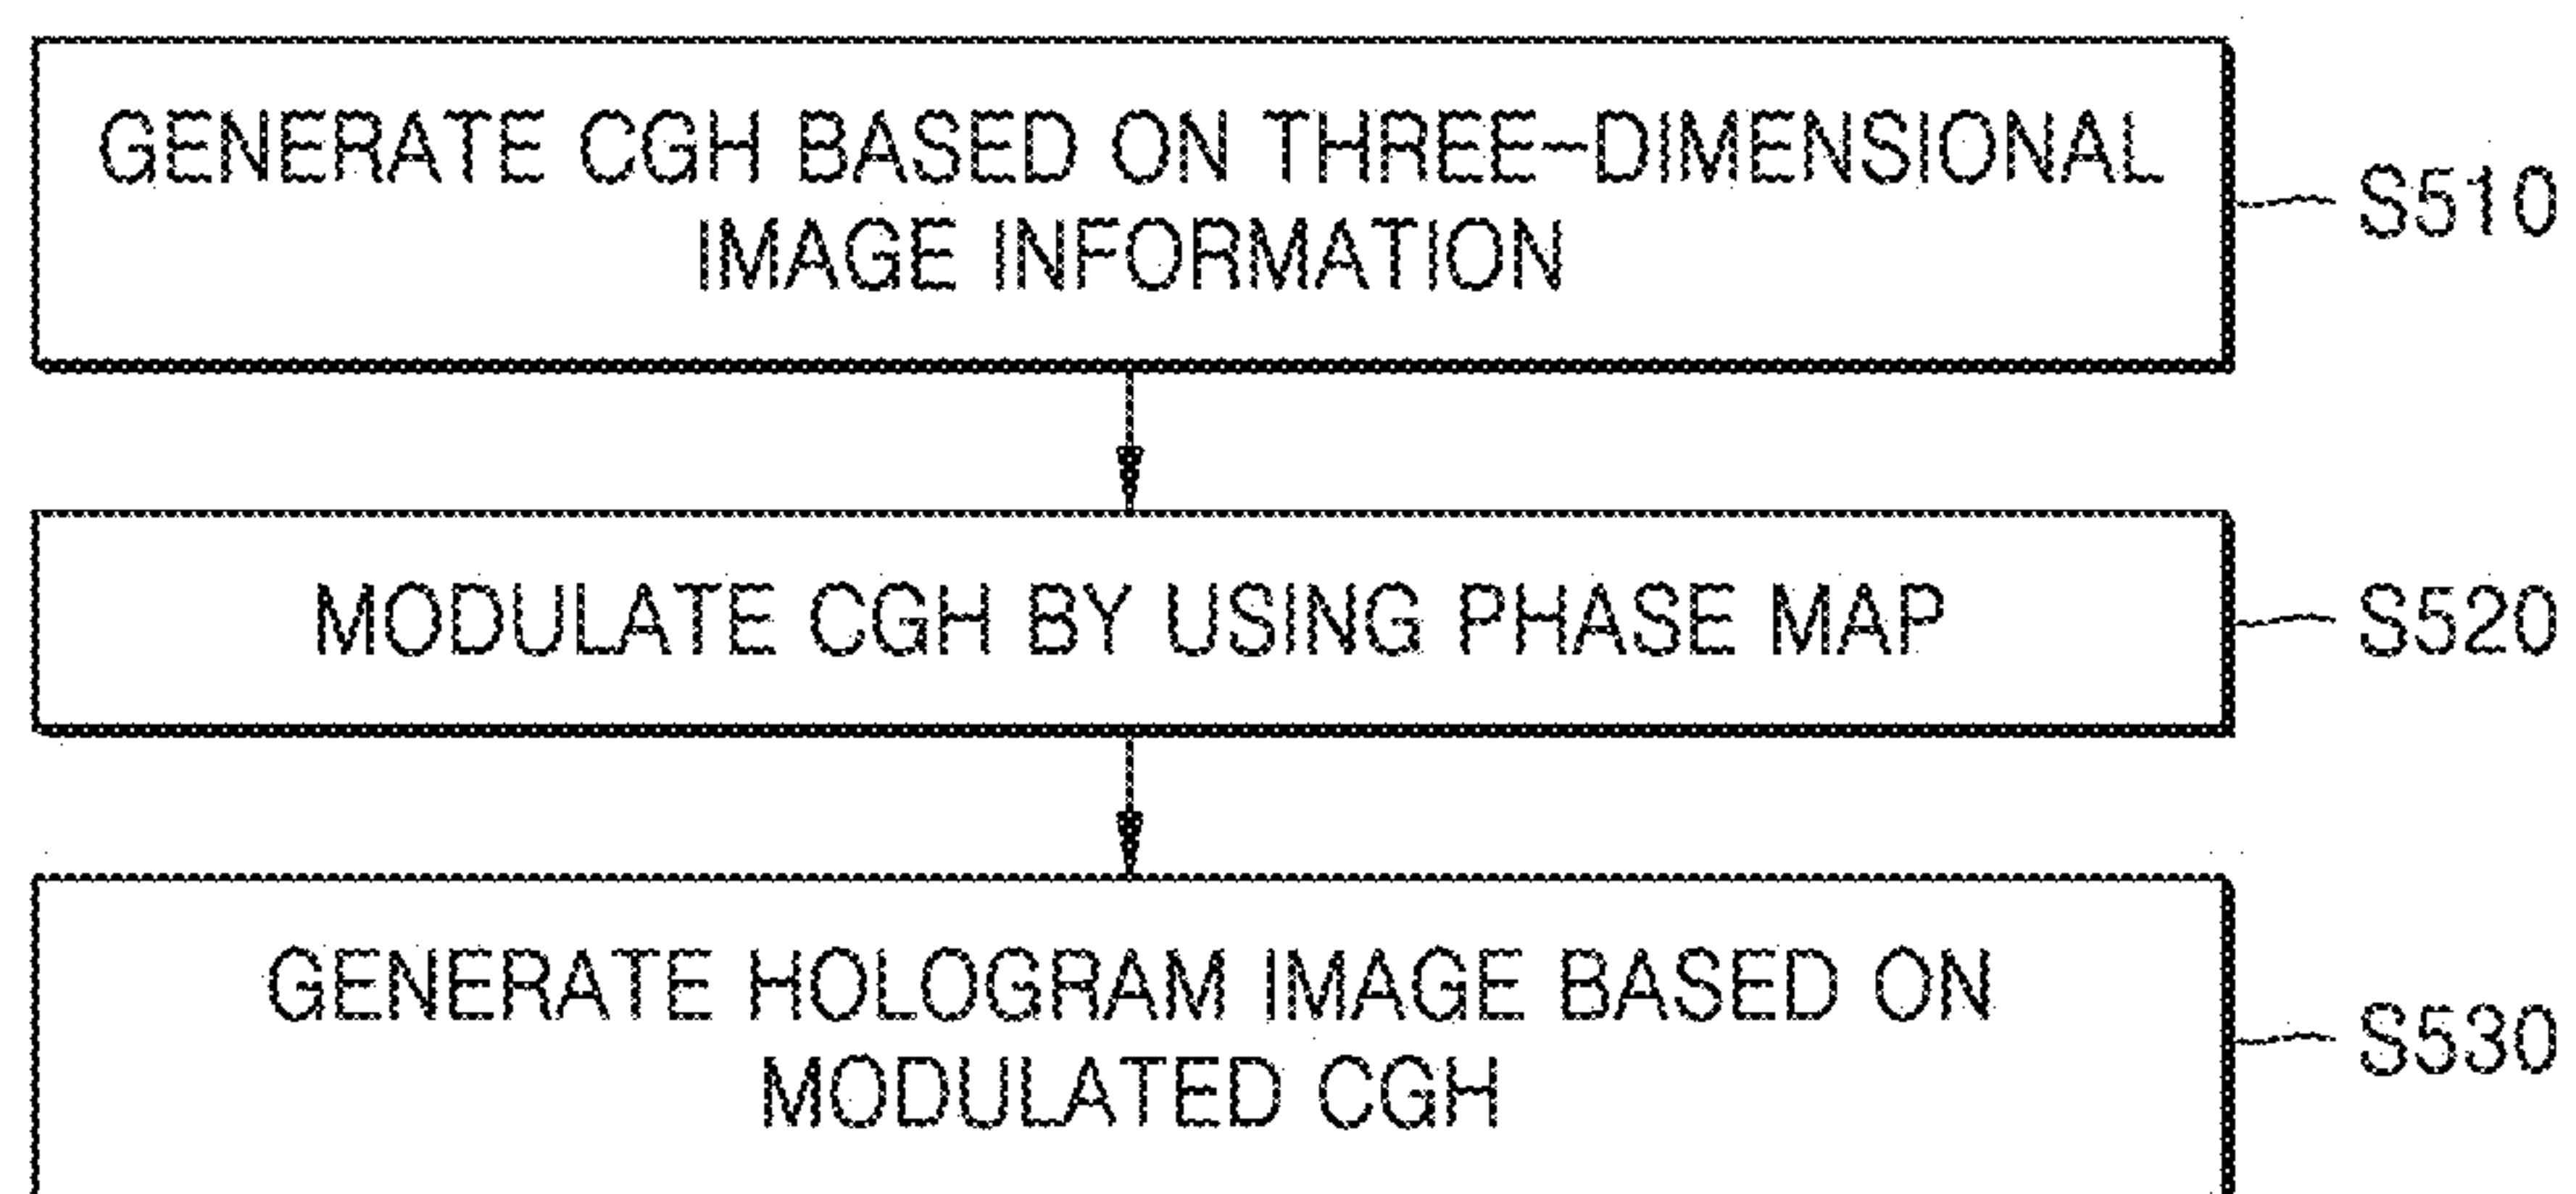 GENERATE CGH BASED ON THREE-DIMENSIONAL
IMAGE INFORMATION
S510
MODULATE CGH BY USING PHASE MAP
S520
GENERATE HOLOGRAM IMAGE BASED ON
MODULATED CGH
S530